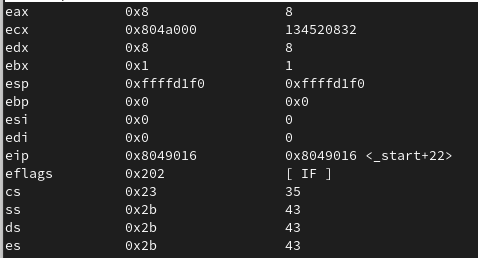 eax 0x8 8
ecx 0x804a000 134520832
edx 0x8 8
ebx 0x1 1
esp 0xffffd1f0 0xffffd1f0
ebp 0x0 0x0
esi 0x0 0
edi 0x0 0
eip 0x8049016 0x8049016 <_start+22>
eflags 0x202 [ IF ]
cs 0x23 35
ss 0x2b 43
ds 0x2b 43
es 0x2b 43